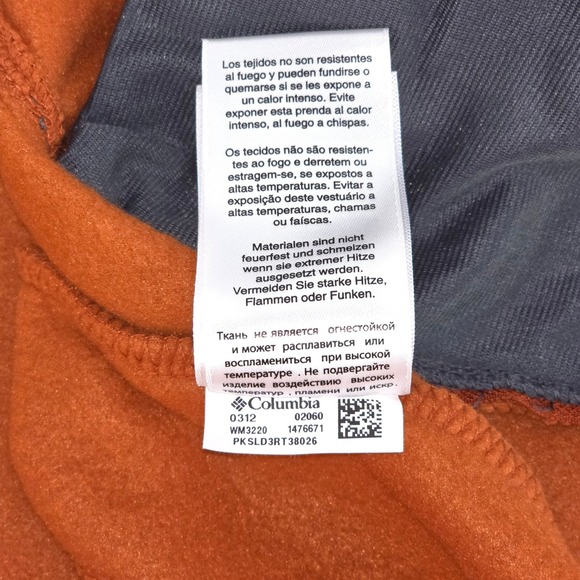 Los tejidos no son resistentes
al fuego y pueden fundirse o
quemarse si se les expone a
un calor intenso. Evite
exponer esta prenda al calor
intenso, al fuego a chispas.
Os tecidos não são resisten-
tes ao fogo e derretem ou
estragem-se, se expostos a
altas temperaturas. Evitar a
exposição deste vestuário a
altas temperaturas, chamas
ou faíscas.
Materialen sind nicht
feuerfest und schmelzen
wenn sie extremer Hitze
ausgesetzt werden.
Vermeiden Sie starke Hitze,
Flammen oder Funken.
Ткань не является огнестойкой
и может расплавиться или
воспламениться при высокой
температуре . Не подвергайте
изделие воздействию высоких
температур , пламени или искр.
Columbia
0312 02060
WM3220 1476671
PKSLD3RT38026